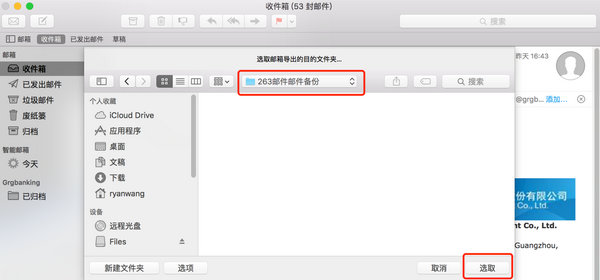 收件箱 (53 封邮件)
搜索
邮箱 收件箱 已发出邮件 草稿
邮箱
收件箱
已发出邮件
垃圾邮件
废纸篓
归档
智能邮箱
今天
Grgbanking
已归档
选取邮箱导出的目的文件夹...
263邮件邮件备份
搜索
个人收藏
iCloud Drive
应用程序
桌面
文稿
下载
ryanwang
设备
远程光盘
Files
新建文件夹 选项 取消 选取
昨天 16:43
@grgb... 添加...
份有限公司
Co., Ltd.
nt Co., Ltd.
Guangzhou,